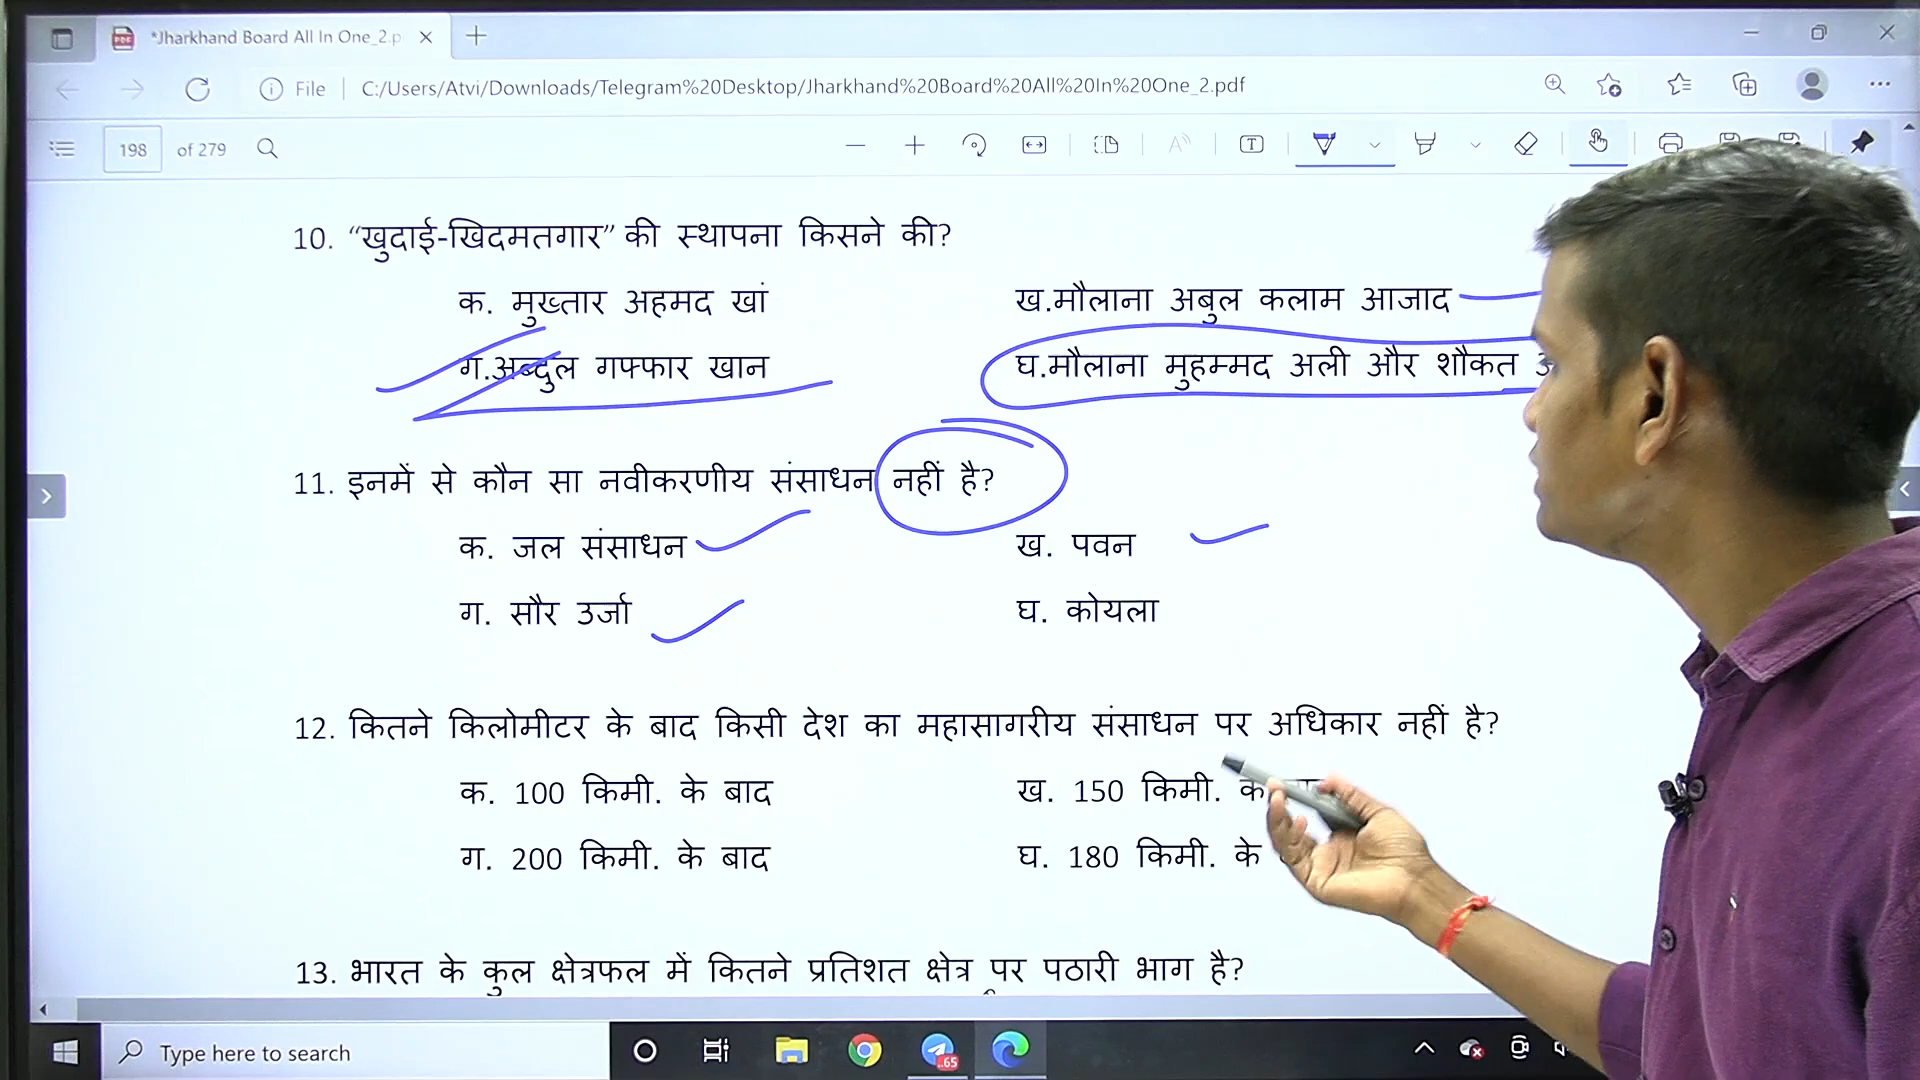 *Jharkhand Board All In One_2.p
File C:/Users/Atvi/Downloads/Telegram%20Desktop/Jharkhand%20Board%20All%20In%20One_2.pdf
198 of 279
10. “खुदाई-खिदमतगार” की स्थापना किसने की?
क. मुख्तार अहमद खां ख.मौलाना अबुल कलाम आजाद
ग.अब्दुल गफ्फार खान घ.मौलाना मुहम्मद अली और शौकत
11. इनमें से कौन सा नवीकरणीय संसाधन नहीं है?
क. जल संसाधन ख. पवन
ग. सौर उर्जा घ. कोयला
12. कितने किलोमीटर के बाद किसी देश का महासागरीय संसाधन पर अधिकार नहीं है?
क. 100 किमी. के बाद ख. 150 किमी.
ग. 200 किमी. के बाद घ. 180 किमी. के
13. भारत के कुल क्षेत्रफल में कितने प्रतिशत क्षेत्र पर पठारी भाग है?
Type here to search
..65